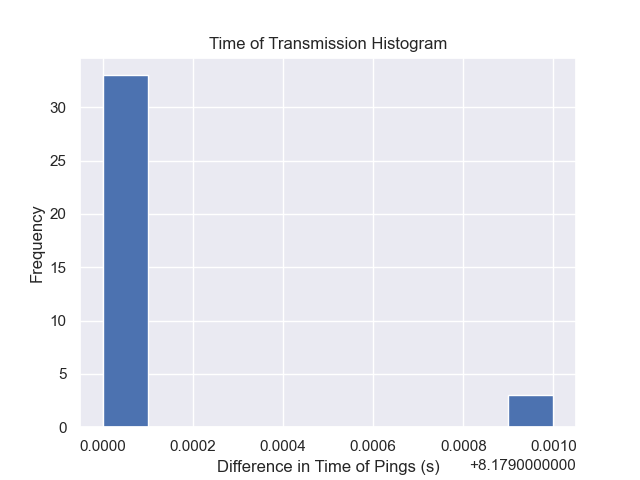 Time of Transmission Histogram
Frequency
30
25
20
15
10
5
0
0.0000 0.0002 0.0004 0.0006 0.0008 0.0010
Difference in Time of Pings (s)
+8.1790000000